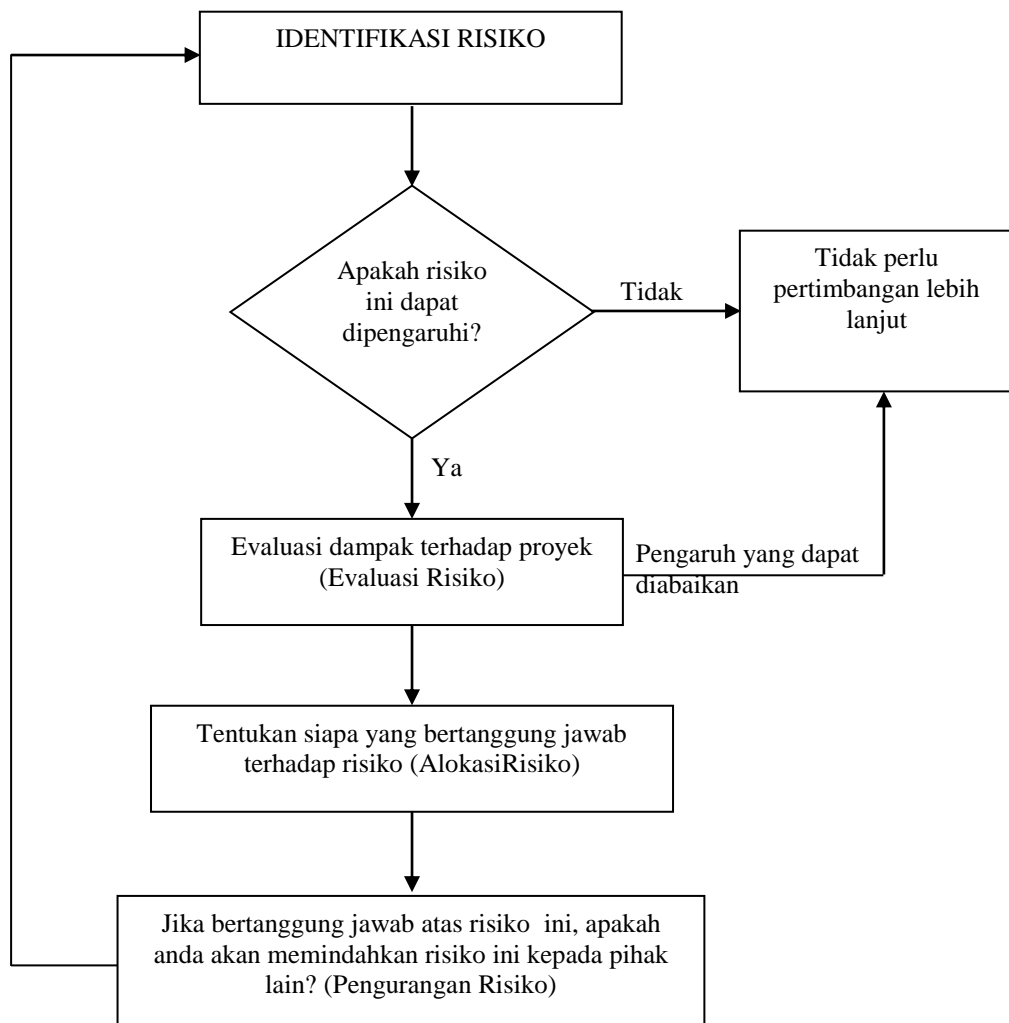 IDENTIFIKASI RISIKO
Apakah risiko
ini dapat
dipengaruhi?
Tidak
Tidak perlu
pertimbangan lebih
lanjut
Ya
Evaluasi dampak terhadap proyek
(Evaluasi Risiko)
Pengaruh yang dapat
diabaikan
Tentukan siapa yang bertanggung jawab
terhadap risiko (AlokasiRisiko)
Jika bertanggung jawab atas risiko ini, apakah
anda akan memindahkan risiko ini kepada pihak
lain? (Pengurangan Risiko)